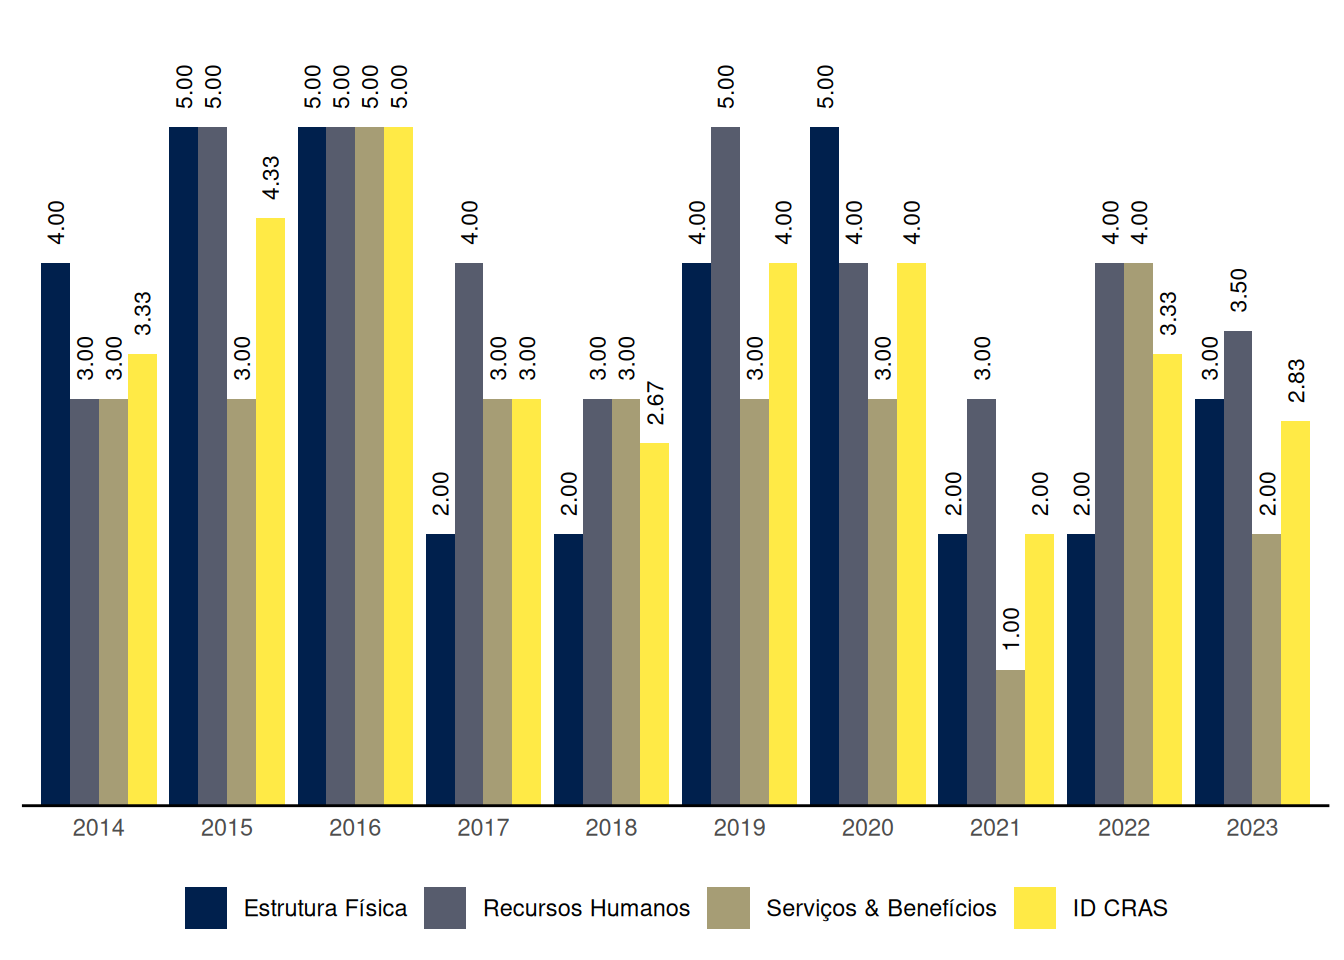 4.00 3.00 3.00 3.33
5.00 5.00 3.00 4.33
5.00 5.00 5.00 5.00
2.00 4.00 3.00 3.00
2.00 3.00 3.00 2.67
4.00 5.00 3.00 4.00
5.00 4.00 3.00 4.00
2.00 3.00 1.00 2.00
2.00 4.00 4.00 3.33
3.00 3.50 2.00 2.83
2014 2015 2016 2017 2018 2019 2020 2021 2022 2023
Estrutura Física Recursos Humanos Serviços & Benefícios ID CRAS